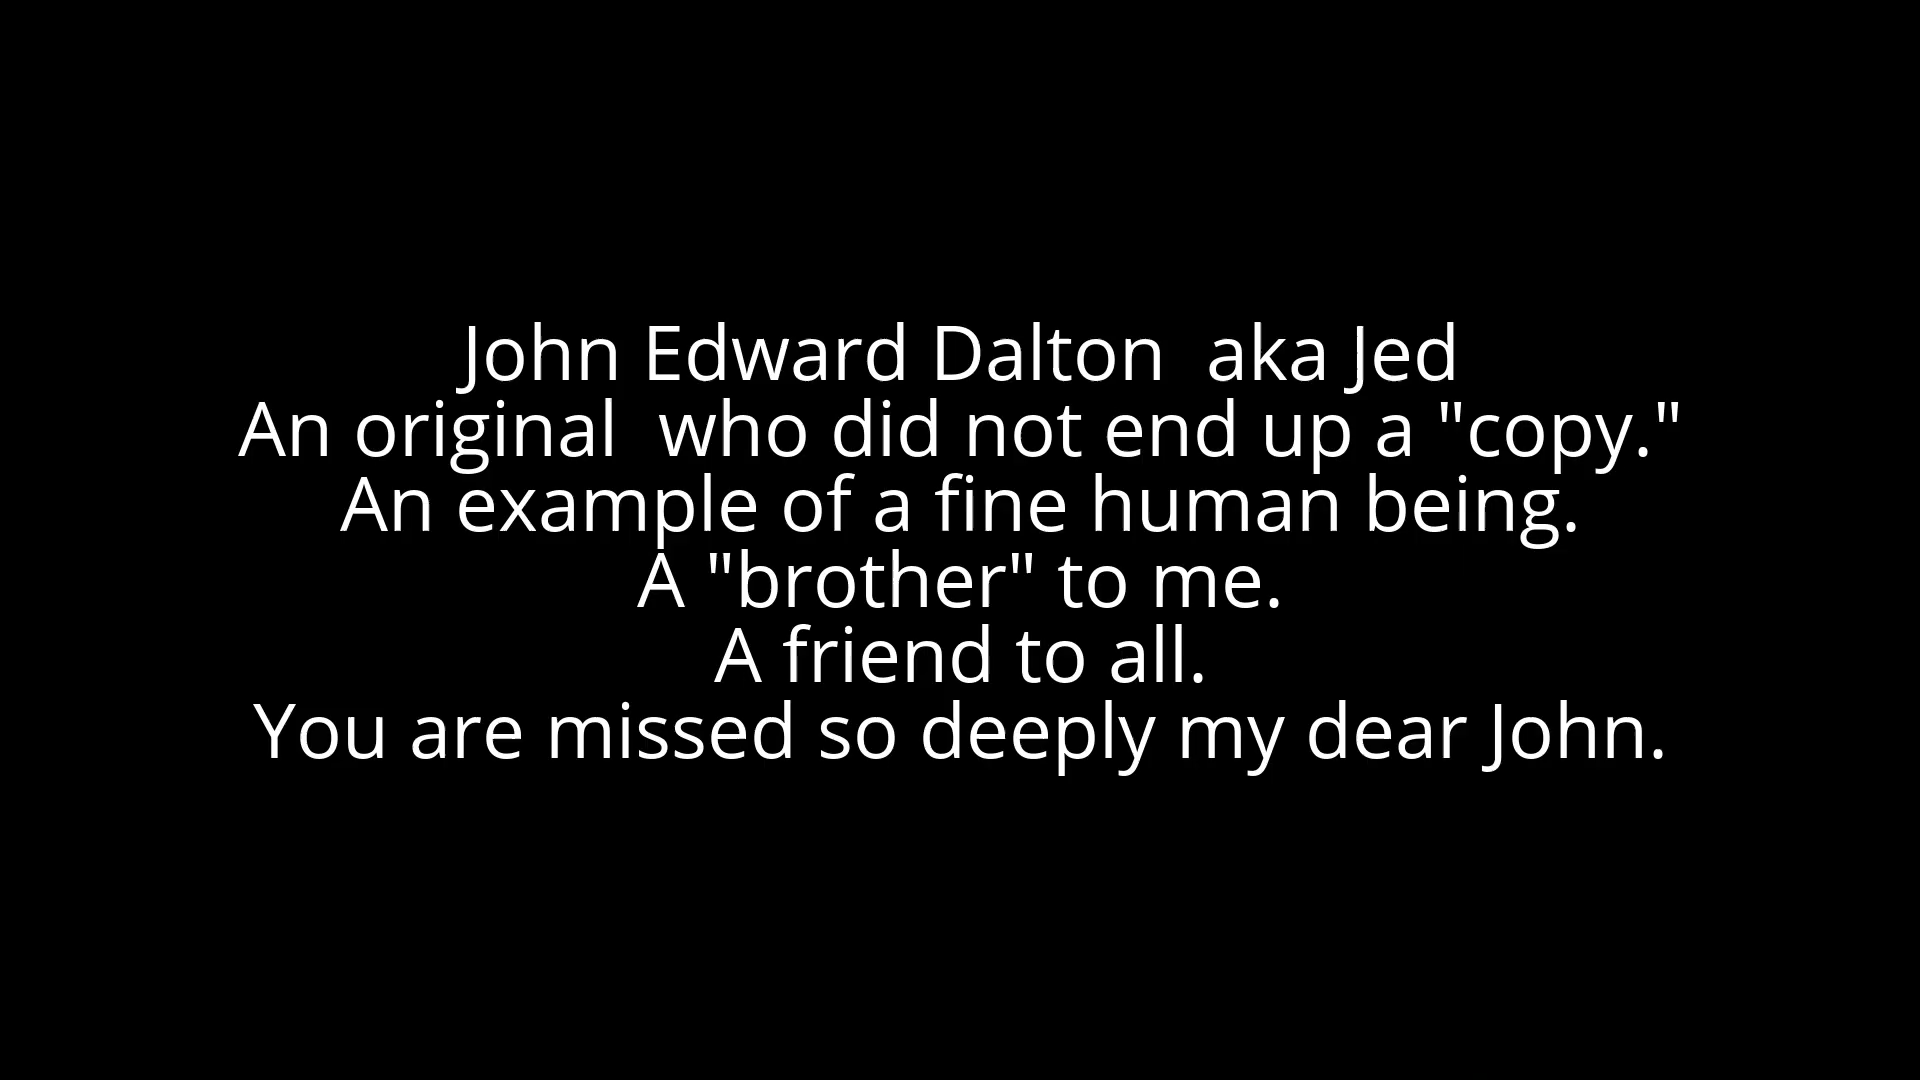 John Edward Dalton  aka Jed
An original  who did not end up a "copy."
An example of a fine human being.
A "brother" to me.
A friend to all.
You are missed so deeply my dear John.